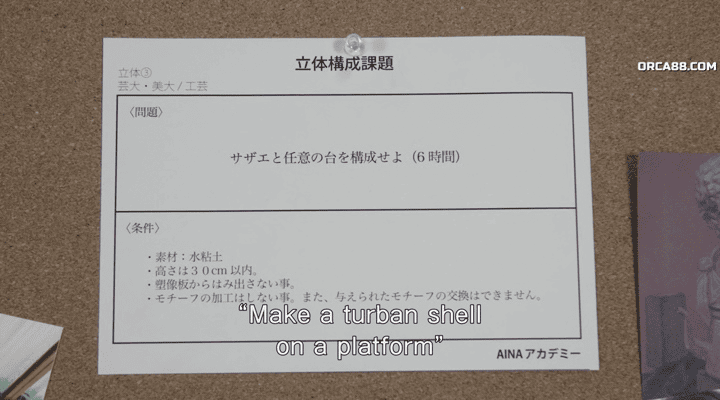 立体構成課題
ORCA88.COM
立体③
芸大・美大 / 工芸
〈問題〉
サザエと任意の台を構成せよ（6 時間）
〈条件〉
・素材：水粘土
・高さは３０cm 以内。
・塑像板からはみ出さない事。
・モチーフの加工はしない事。また、与えられたモチーフの交換はできません。
“Make a turban shell
on a platform”
AINA アカデミー